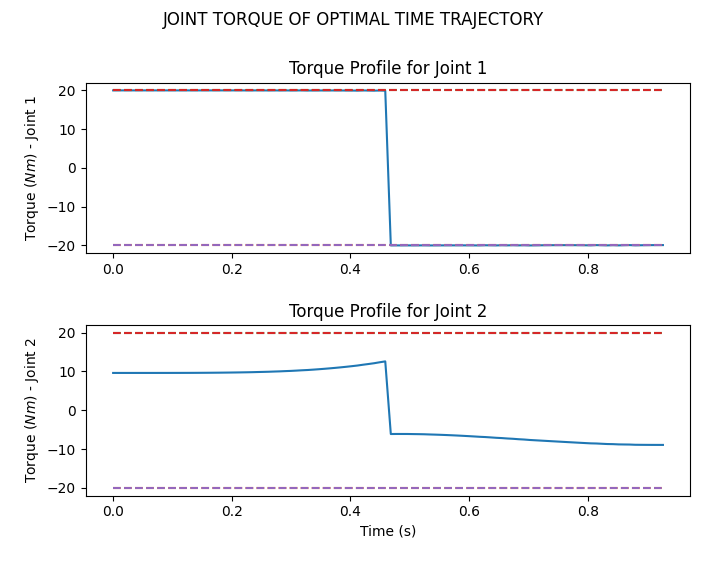 JOINT TORQUE OF OPTIMAL TIME TRAJECTORY
Torque Profile for Joint 1
Torque (Nm) - Joint 1
20
10
0
−10
−20
0.0 0.2 0.4 0.6 0.8
Torque Profile for Joint 2
Torque (Nm) - Joint 2
20
10
0
−10
−20
0.0 0.2 0.4 0.6 0.8
Time (s)